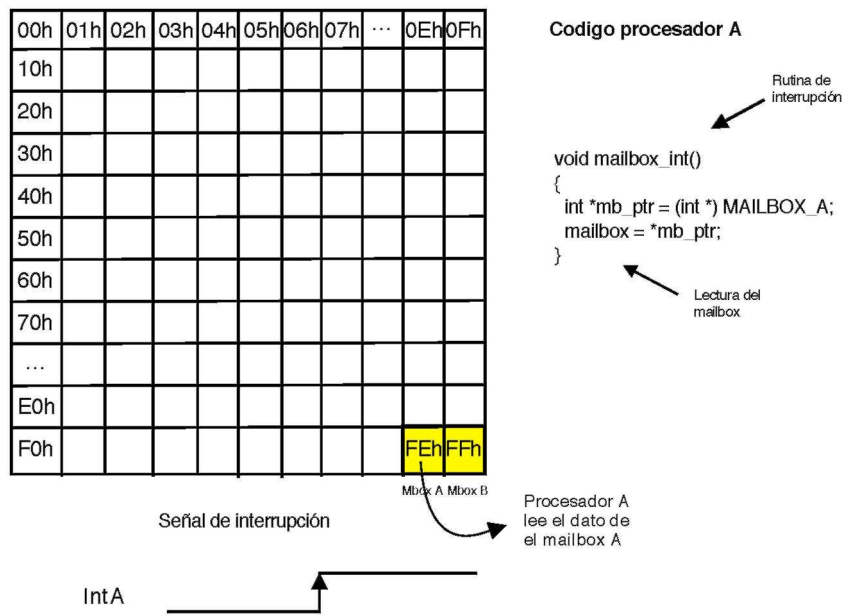 00h 01h 02h 03h 04h 05h 06h 07h ... 0Eh 0Fh
10h
20h
30h
40h
50h
60h
70h
...
E0h
F0h FEh FFh
Mbox A Mbox B
Señal de interrupción
Int A
Procesador A
lee el dato de
el mailbox A
Codigo procesador A
Rutina de
interrupción
void mailbox_int()
{
int *mb_ptr = (int *) MAILBOX_A;
mailbox = *mb_ptr;
}
Lectura del
mailbox